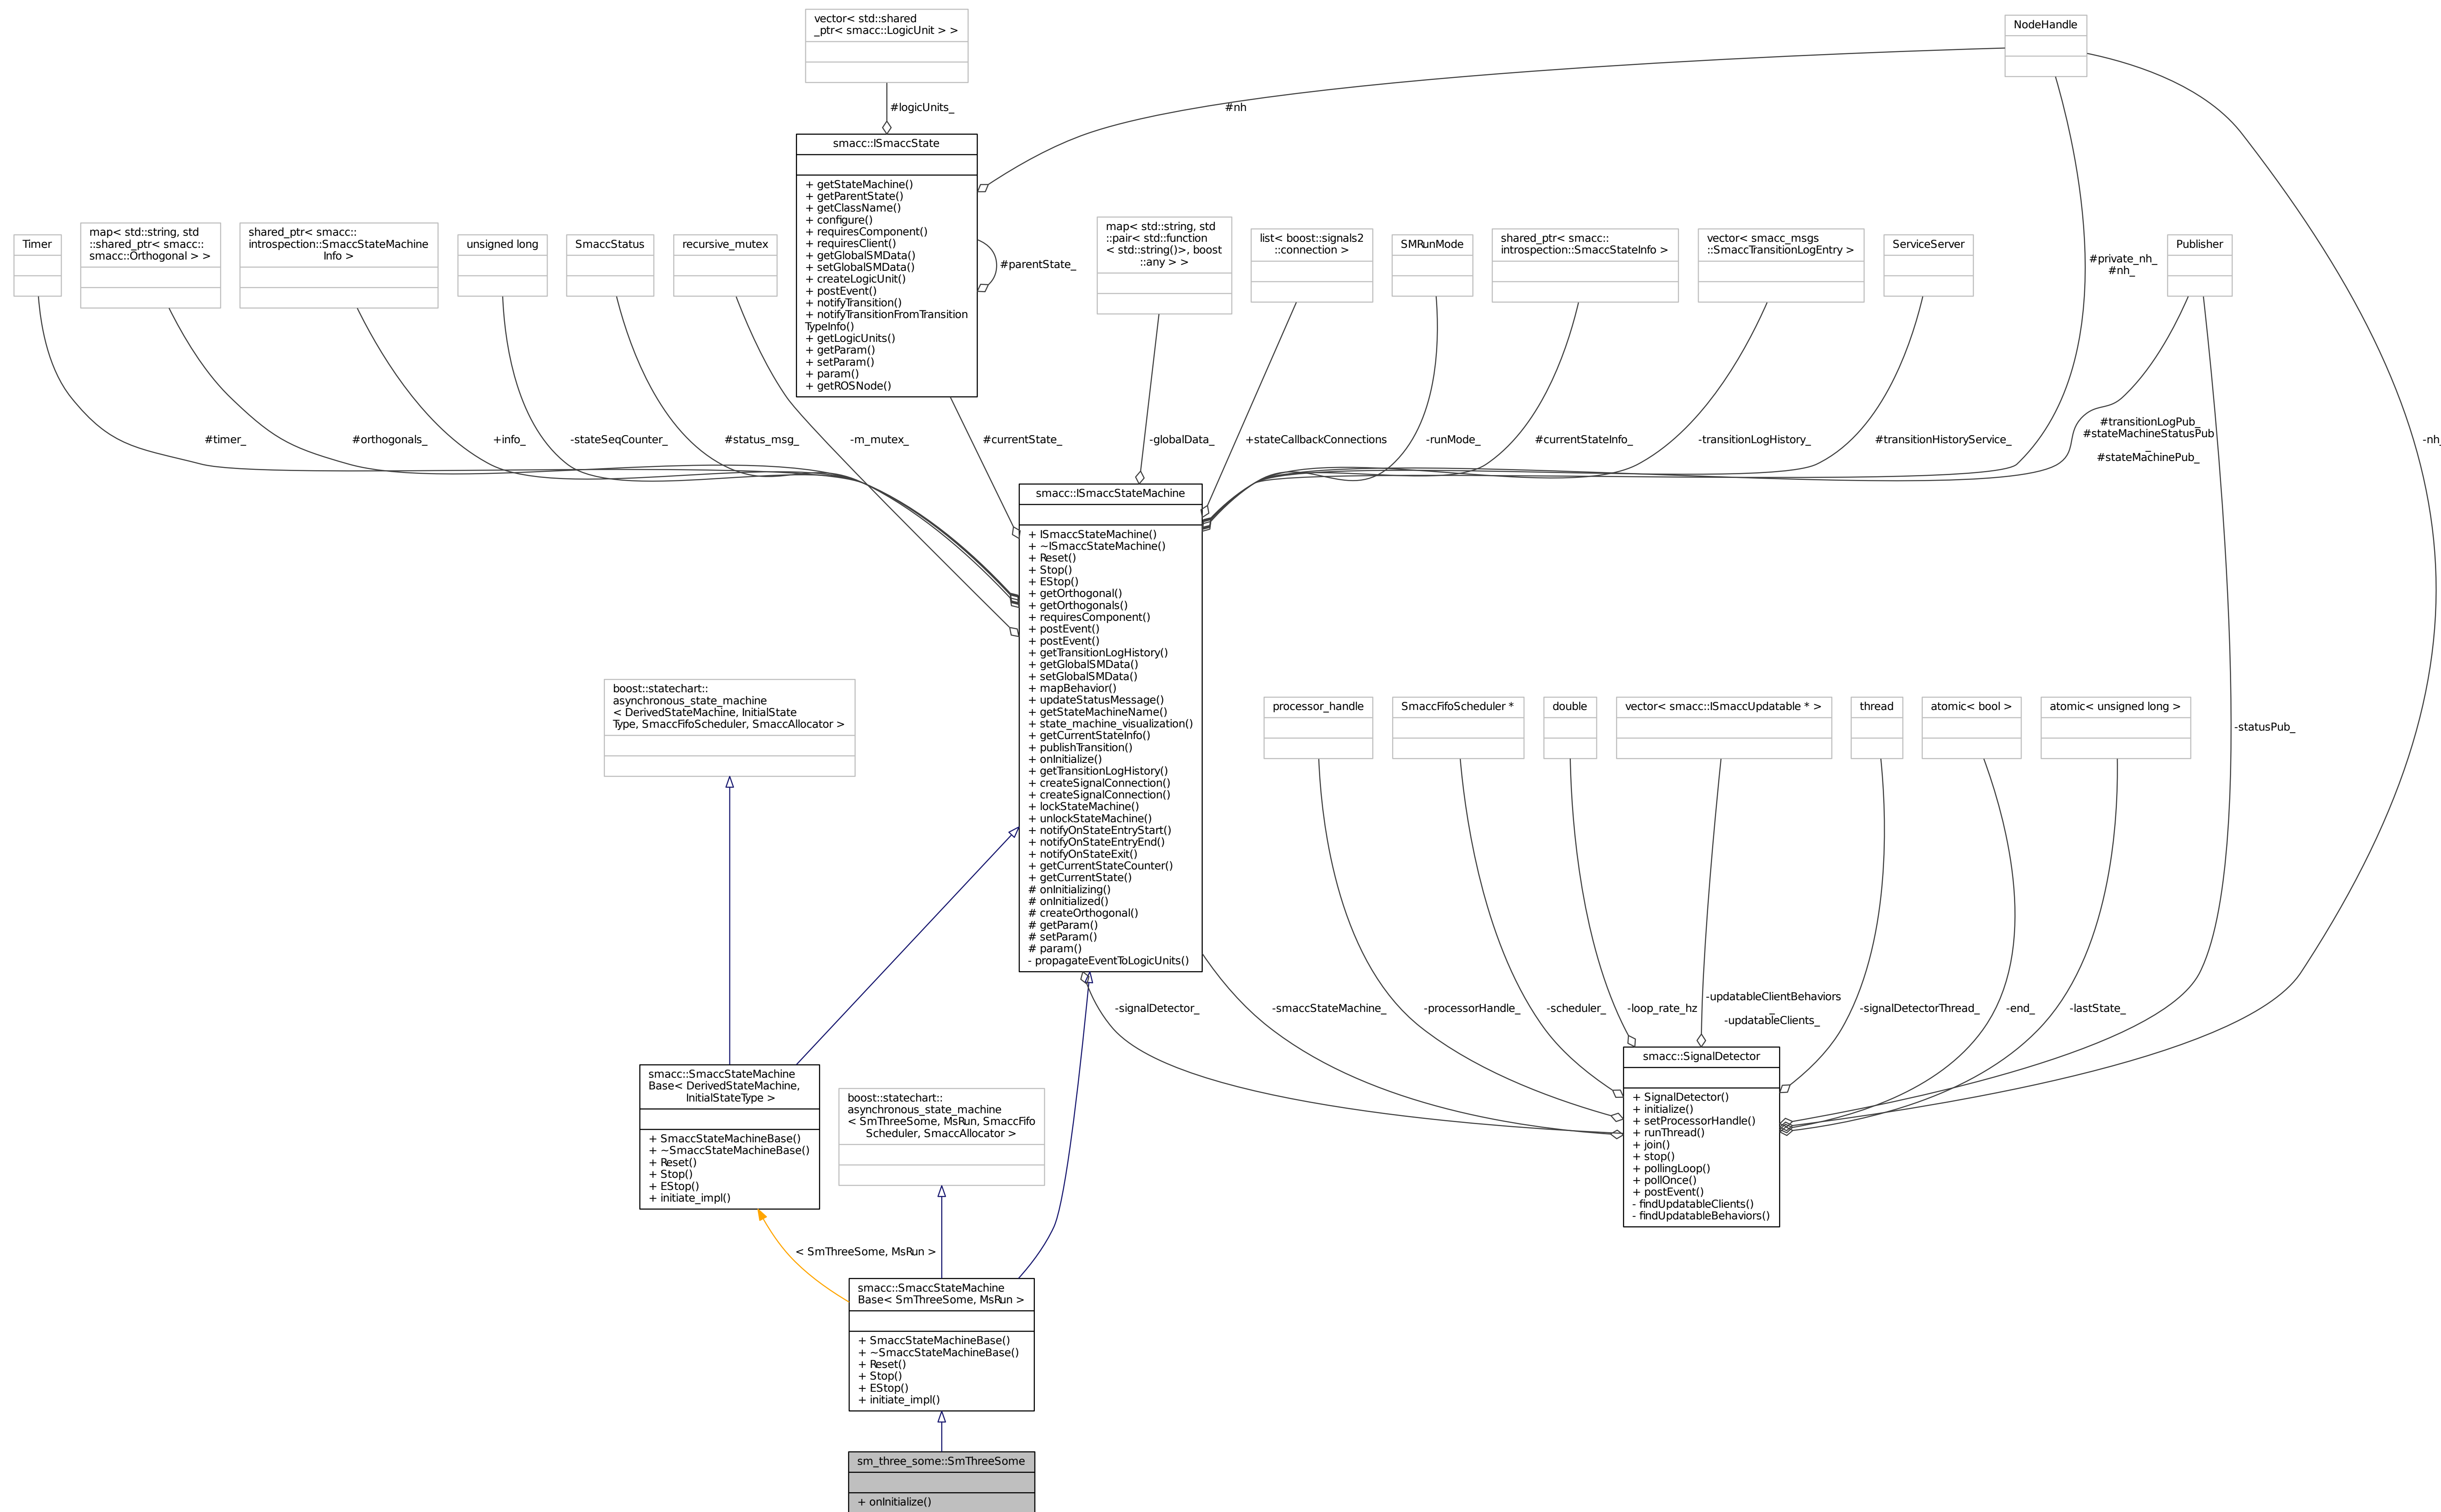 vector< std::shared
_ptr< smacc::LogicUnit > >
NodeHandle
#logicUnits_
#nh
smacc::ISmaccState
+ getStateMachine()
+ getParentState()
+ getClassName()
+ configure()
+ requiresComponent()
+ requiresClient()
+ getGlobalSMData()
+ setGlobalSMData()
+ createLogicUnit()
+ postEvent()
+ notifyTransition()
+ notifyTransitionFromTransition
TypeInfo()
+ getLogicUnits()
+ getParam()
+ setParam()
+ param()
+ getROSNode()
#parentState_
Timer
map< std::string, std
::shared_ptr< smacc::
smacc::Orthogonal > >
shared_ptr< smacc::
introspection::SmaccStateMachine
Info >
unsigned long
SmaccStatus
recursive_mutex
map< std::string, std
::pair< std::function
< std::string()>, boost
::any > >
list< boost::signals2
::connection >
SMRunMode
shared_ptr< smacc::
introspection::SmaccStateInfo >
vector< smacc_msgs
::SmaccTransitionLogEntry >
ServiceServer
#private_nh_
#nh_
Publisher
#timer_
#orthogonals_
+info_
-stateSeqCounter_
#status_msg_
-m_mutex_
#currentState_
-globalData_
+stateCallbackConnections
-runMode_
#currentStateInfo_
-transitionLogHistory_
#transitionHistoryService_
#transitionLogPub_
#stateMachineStatusPub
_
#stateMachinePub_
-nh_
smacc::ISmaccStateMachine
+ ISmaccStateMachine()
+ ~ISmaccStateMachine()
+ Reset()
+ Stop()
+ EStop()
+ getOrthogonal()
+ getOrthogonals()
+ requiresComponent()
+ postEvent()
+ postEvent()
+ getTransitionLogHistory()
+ getGlobalSMData()
+ setGlobalSMData()
+ mapBehavior()
+ updateStatusMessage()
+ getStateMachineName()
+ state_machine_visualization()
+ getCurrentStateInfo()
+ publishTransition()
+ onInitialize()
+ getTransitionLogHistory()
+ createSignalConnection()
+ createSignalConnection()
+ lockStateMachine()
+ unlockStateMachine()
+ notifyOnStateEntryStart()
+ notifyOnStateEntryEnd()
+ notifyOnStateExit()
+ getCurrentStateCounter()
+ getCurrentState()
# onInitializing()
# onInitialized()
# createOrthogonal()
# getParam()
# setParam()
# param()
- propagateEventToLogicUnits()
boost::statechart::
asynchronous_state_machine
< DerivedStateMachine, InitialState
Type, SmaccFifoScheduler, SmaccAllocator >
processor_handle
SmaccFifoScheduler *
double
vector< smacc::ISmaccUpdatable * >
thread
atomic< bool >
atomic< unsigned long >
-statusPub_
-signalDetector_
-smaccStateMachine_
-processorHandle_
-scheduler_
-loop_rate_hz
-updatableClientBehaviors
_
-updatableClients_
-signalDetectorThread_
-end_
-lastState_
smacc::SignalDetector
+ SignalDetector()
+ initialize()
+ setProcessorHandle()
+ runThread()
+ join()
+ stop()
+ pollingLoop()
+ pollOnce()
+ postEvent()
- findUpdatableClients()
- findUpdatableBehaviors()
smacc::SmaccStateMachine
Base< DerivedStateMachine,
InitialStateType >
+ SmaccStateMachineBase()
+ ~SmaccStateMachineBase()
+ Reset()
+ Stop()
+ EStop()
+ initiate_impl()
boost::statechart::
asynchronous_state_machine
< SmThreeSome, MsRun, SmaccFifo
Scheduler, SmaccAllocator >
< SmThreeSome, MsRun >
smacc::SmaccStateMachine
Base< SmThreeSome, MsRun >
+ SmaccStateMachineBase()
+ ~SmaccStateMachineBase()
+ Reset()
+ Stop()
+ EStop()
+ initiate_impl()
sm_three_some::SmThreeSome
+ onInitialize()